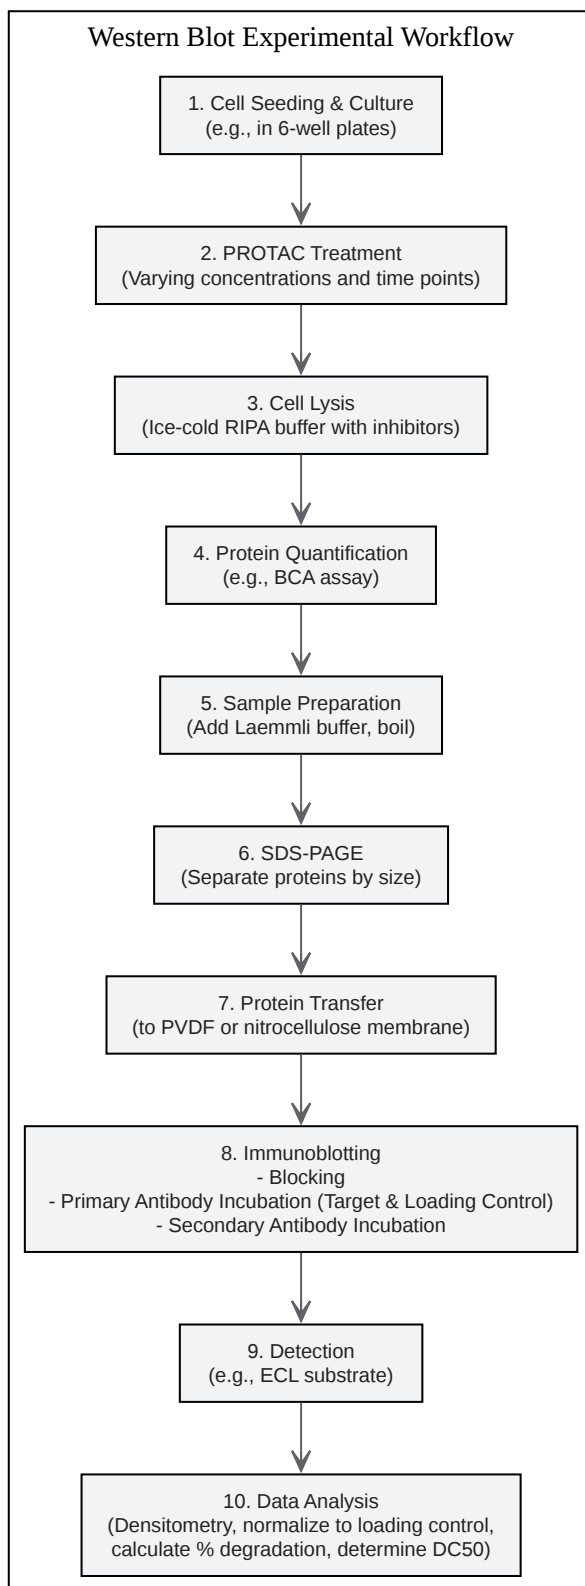 Western Blot Experimental Workflow
1. Cell Seeding & Culture
(e.g., in 6-well plates)
2. PROTAC Treatment
(Varying concentrations and time points)
3. Cell Lysis
(Ice-cold RIPA buffer with inhibitors)
4. Protein Quantification
(e.g., BCA assay)
5. Sample Preparation
(Add Laemmli buffer, boil)
6. SDS-PAGE
(Separate proteins by size)
7. Protein Transfer
(to PVDF or nitrocellulose membrane)
8. Immunoblotting
- Blocking
- Primary Antibody Incubation (Target & Loading Control)
- Secondary Antibody Incubation
9. Detection
(e.g., ECL substrate)
10. Data Analysis
(Densitometry, normalize to loading control,
calculate % degradation, determine DC50)